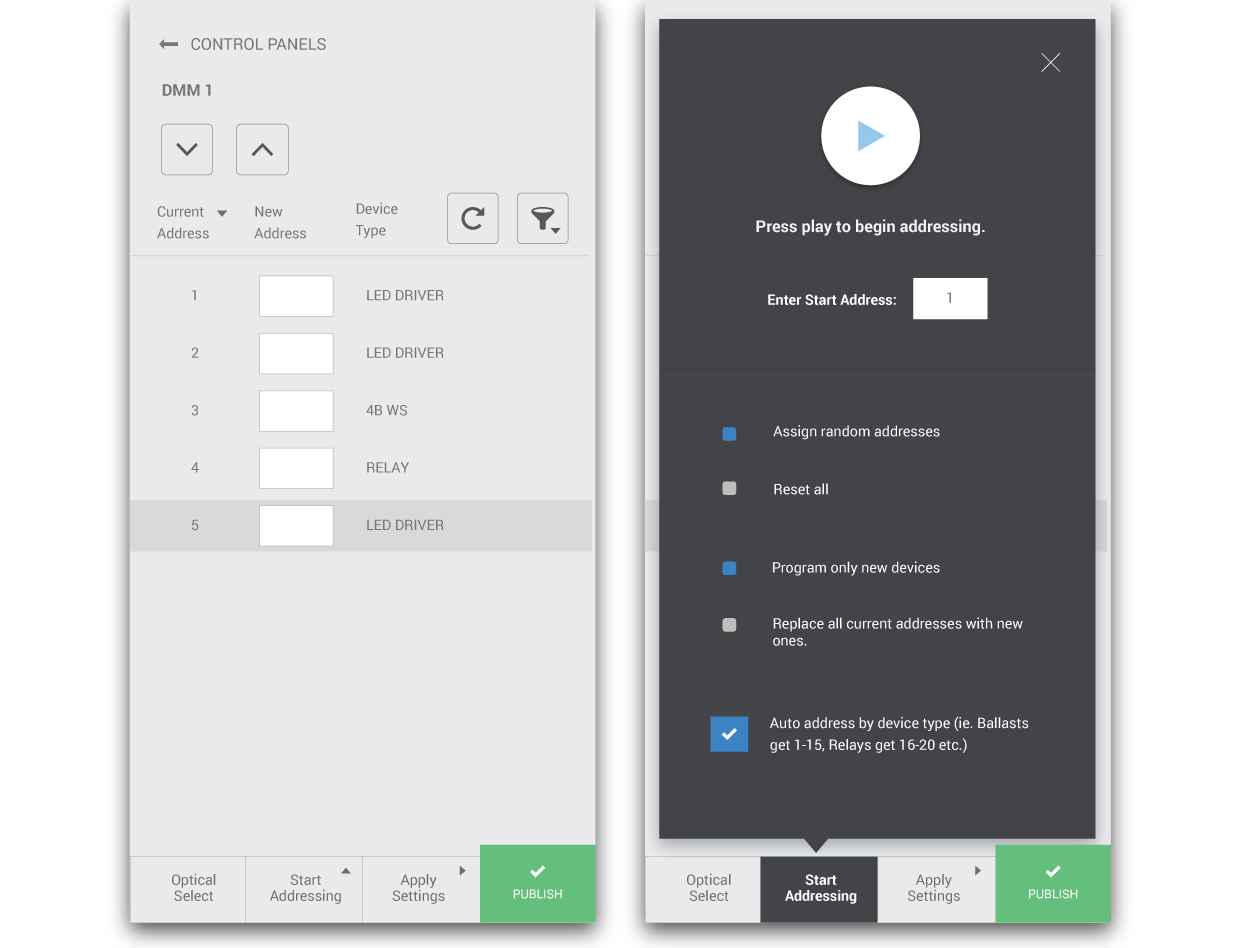 CONTROL PANELS
DMM 1
Current
Address
New
Address
Device
Type
1
LED DRIVER
2
LED DRIVER
3
4B WS
4
RELAY
5
LED DRIVER
Optical
Select
Start
Addressing
Apply
Settings
PUBLISH
Press play to begin addressing.
Enter Start Address:
1
Assign random addresses
Reset all
Program only new devices
Replace all current addresses with new
ones.
Auto address by device type (ie. Ballasts
get 1-15, Relays get 16-20 etc.)
Optical
Select
Start
Addressing
Apply
Settings
PUBLISH